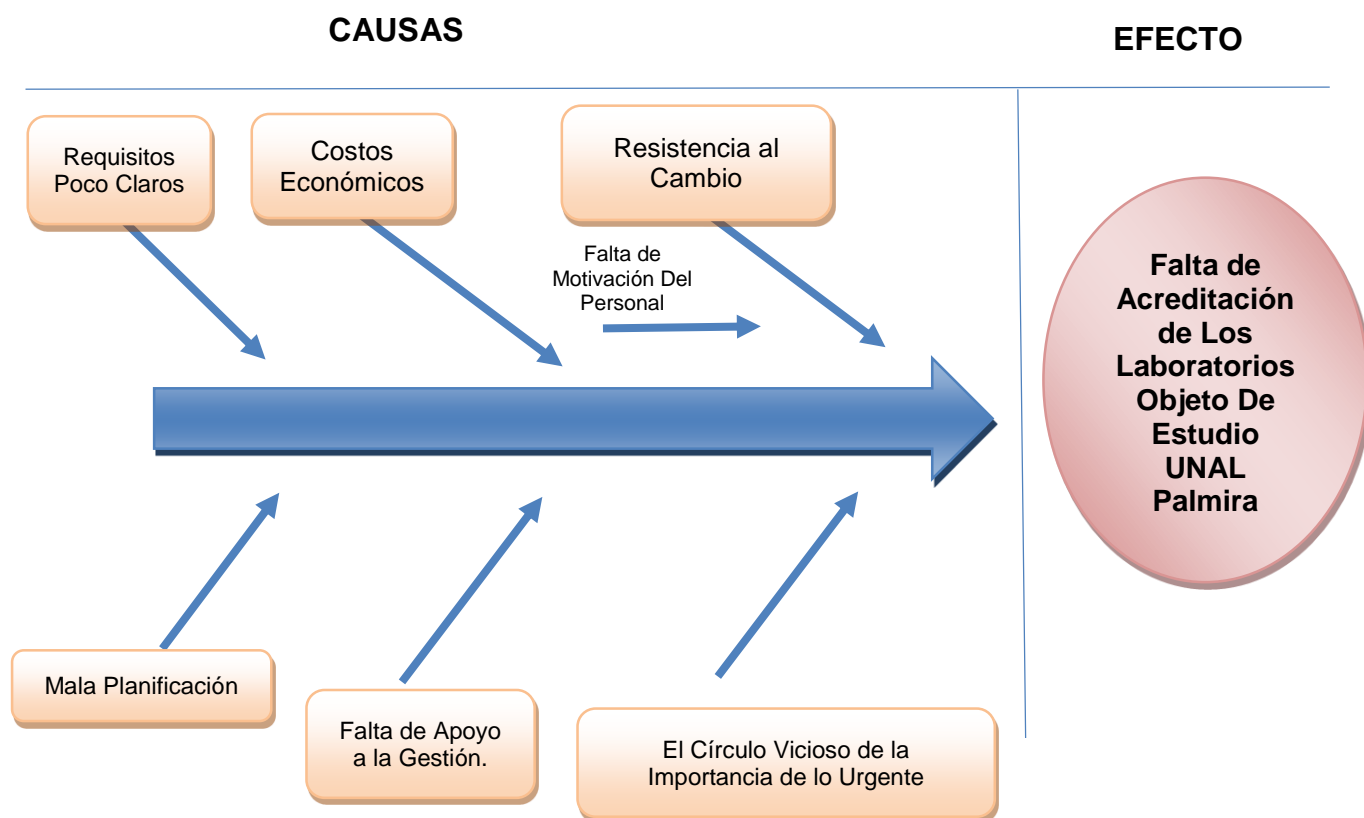 CAUSAS
EFECTO
Requisitos
Poco Claros
Costos
Económicos
Resistencia al
Cambio
Falta de
Motivación Del
Personal
Falta de
Acreditación
de Los
Laboratorios
Objeto De
Estudio
UNAL
Palmira
Mala Planificación
Falta de Apoyo
a la Gestión.
El Círculo Vicioso de la
Importancia de lo Urgente